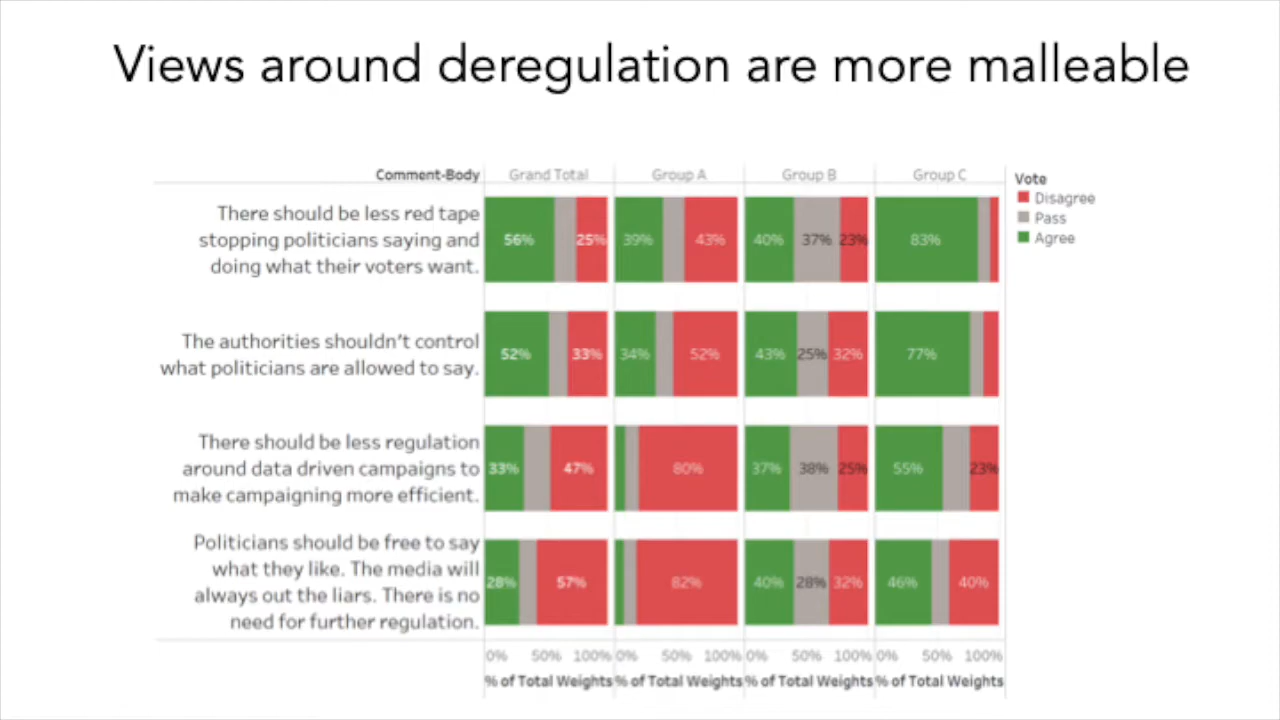 Views around deregulation are more malleable
Comment-Body Grand Total Group A Group B Group C
Vote
Disagree
Pass
Agree
There should be less red tape
stopping politicians saying and
doing what their voters want.
56% 25% 39% 43% 40% 37% 23% 83%
The authorities shouldn't control
what politicians are allowed to say.
52% 33% 34% 52% 43% 25% 32% 77%
There should be less regulation
around data driven campaigns to
make campaigning more efficient.
33% 47% 80% 37% 38% 25% 55% 23%
Politicians should be free to say
what they like. The media will
always out the liars. There is no
need for further regulation.
28% 57% 82% 40% 28% 32% 46% 40%
0% 50% 100% 0% 50% 100% 0% 50% 100% 0% 50% 100%
% of Total Weights % of Total Weights % of Total Weights % of Total Weights